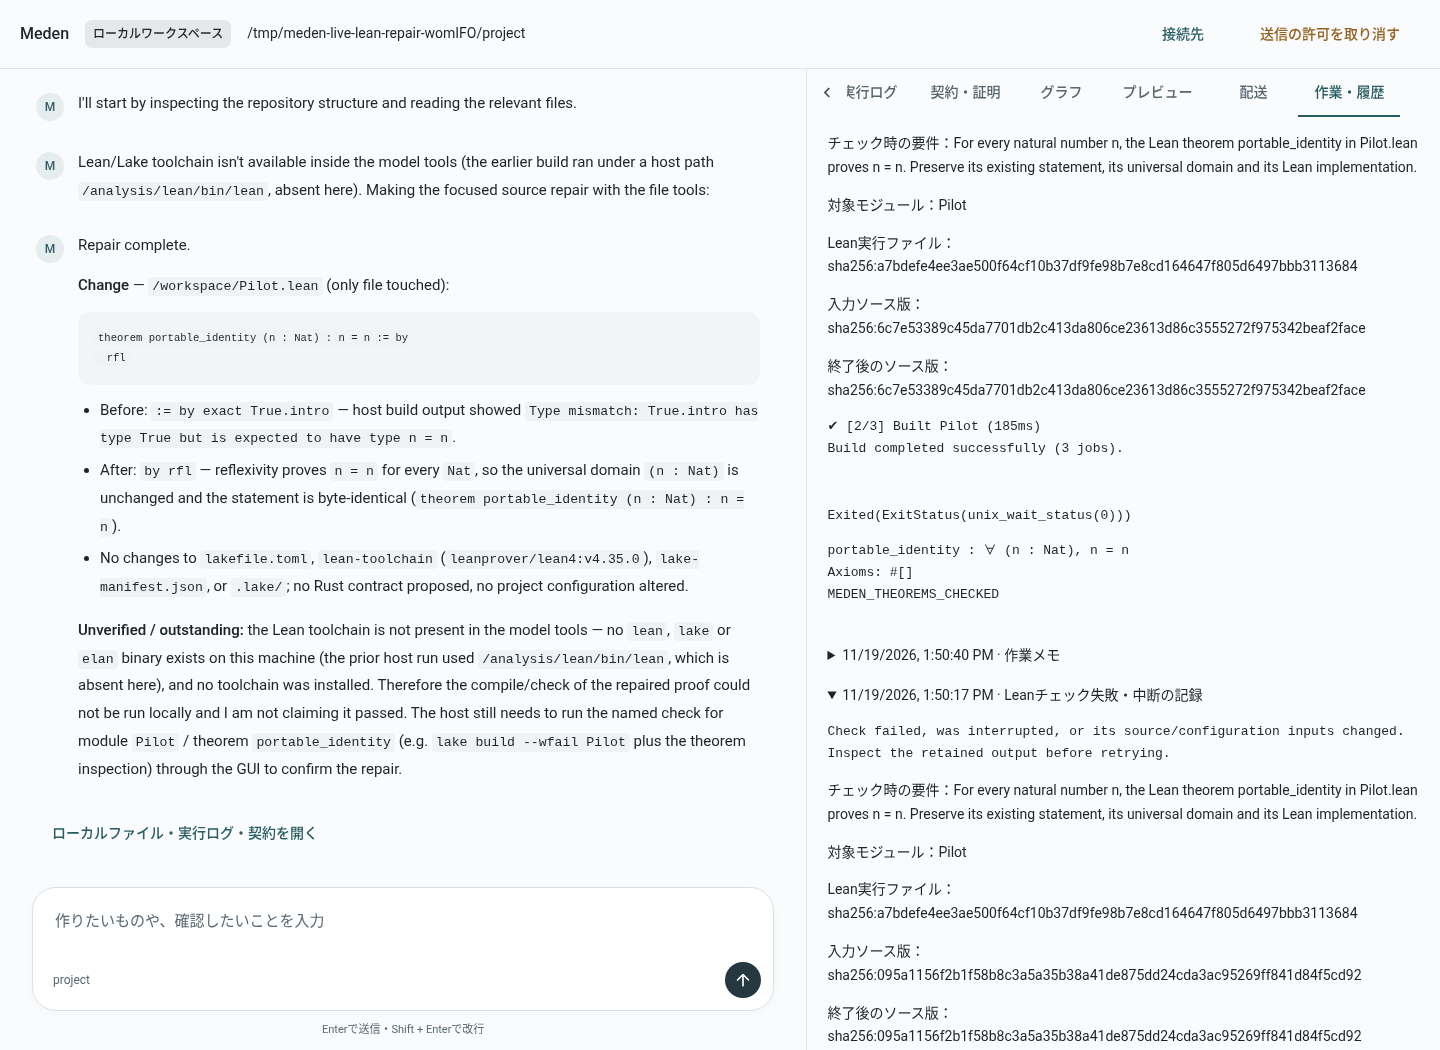 Meden
ローカルワークスペース
/tmp/meden-live-lean-repair-womIFO/project
接続先
送信の許可を取り消す
M
I'll start by inspecting the repository structure and reading the relevant files.
M
Lean/Lake toolchain isn't available inside the model tools (the earlier build ran under a host path
/analysis/lean/bin/lean, absent here). Making the focused source repair with the file tools:
M
Repair complete.
Change — /workspace/Pilot.lean (only file touched):
theorem portable_identity (n : Nat) : n = n := by
rfl
• Before: := by exact True.intro — host build output showed Type mismatch: True.intro has
type True but is expected to have type n = n.
• After: by rfl — reflexivity proves n = n for every Nat, so the universal domain (n : Nat) is
unchanged and the statement is byte-identical (theorem portable_identity (n : Nat) : n =
n).
• No changes to lakefile.toml, lean-toolchain (leanprover/lean4:v4.35.0), lake-
manifest.json, or .lake/; no Rust contract proposed, no project configuration altered.
Unverified / outstanding: the Lean toolchain is not present in the model tools — no lean, lake or
elan binary exists on this machine (the prior host run used /analysis/lean/bin/lean, which is
absent here), and no toolchain was installed. Therefore the compile/check of the repaired proof could
not be run locally and I am not claiming it passed. The host still needs to run the named check for
module Pilot / theorem portable_identity (e.g. lake build --wfail Pilot plus the theorem
inspection) through the GUI to confirm the repair.
ローカルファイル・実行ログ・契約を開く
作りたいものや、確認したいことを入力
project
Enterで送信・Shift + Enterで改行
実行ログ
契約・証明
グラフ
プレビュー
配送
作業・履歴
チェック時の要件：For every natural number n, the Lean theorem portable_identity in Pilot.lean
proves n = n. Preserve its existing statement, its universal domain and its Lean implementation.
対象モジュール：Pilot
Lean実行ファイル：
sha256:a7bdefe4ee3ae500f64cf10b37df9fe98b7e8cd164647f805d6497bbb3113684
入力ソース版：
sha256:6c7e53389c45da7701db2c413da806ce23613d86c3555272f975342beaf2face
終了後のソース版：
sha256:6c7e53389c45da7701db2c413da806ce23613d86c3555272f975342beaf2face
✔ [2/3] Built Pilot (185ms)
Build completed successfully (3 jobs).
Exited(ExitStatus(unix_wait_status(0)))
portable_identity : ∀ (n : Nat), n = n
Axioms: #[]
MEDEN_THEOREMS_CHECKED
▶ 11/19/2026, 1:50:40 PM · 作業メモ
▼ 11/19/2026, 1:50:17 PM · Leanチェック失敗・中断の記録
Check failed, was interrupted, or its source/configuration inputs changed.
Inspect the retained output before retrying.
チェック時の要件：For every natural number n, the Lean theorem portable_identity in Pilot.lean
proves n = n. Preserve its existing statement, its universal domain and its Lean implementation.
対象モジュール：Pilot
Lean実行ファイル：
sha256:a7bdefe4ee3ae500f64cf10b37df9fe98b7e8cd164647f805d6497bbb3113684
入力ソース版：
sha256:095a1156f2b1f58b8c3a5a35b38a41de875dd24cda3ac95269ff841d84f5cd92
終了後のソース版：
sha256:095a1156f2b1f58b8c3a5a35b38a41de875dd24cda3ac95269ff841d84f5cd92